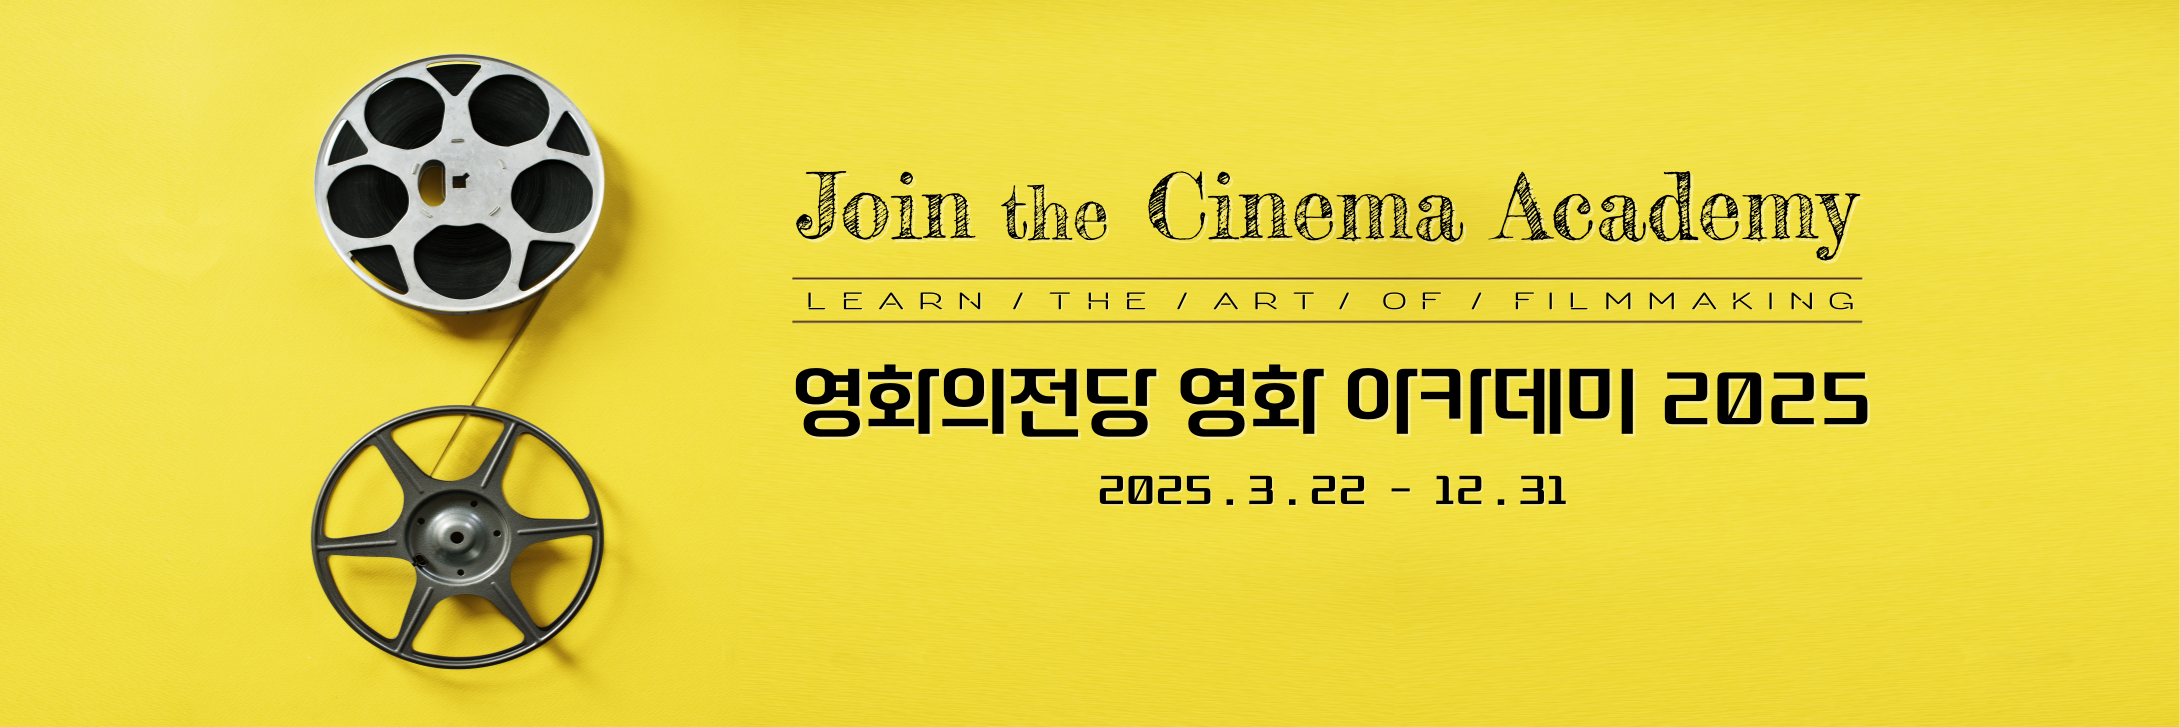 Join the Cinema Academy
LEARN / THE / ART / OF / FILMMAKING
영화의전당 영화 아카데미 2025
2025.3.22 - 12.31